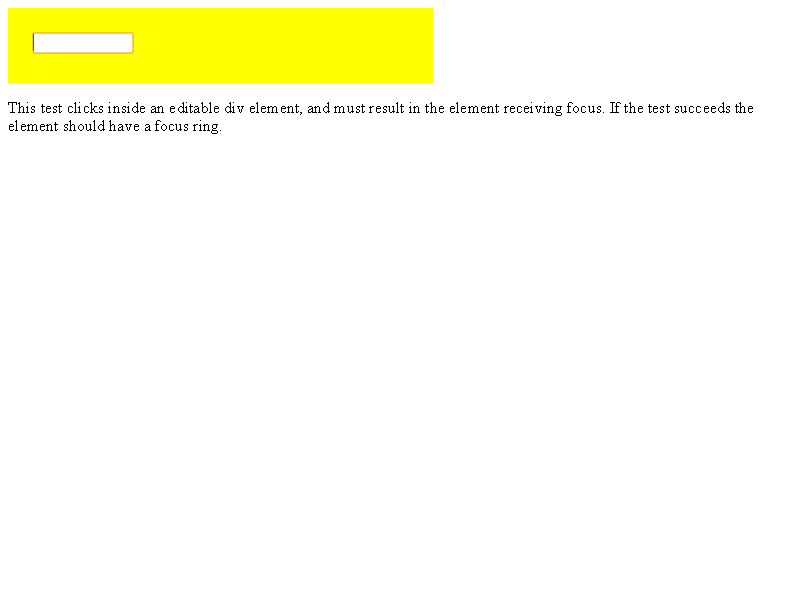 This test clicks inside an editable div element, and must result in the element receiving focus. If the test succeeds the
element should have a focus ring.